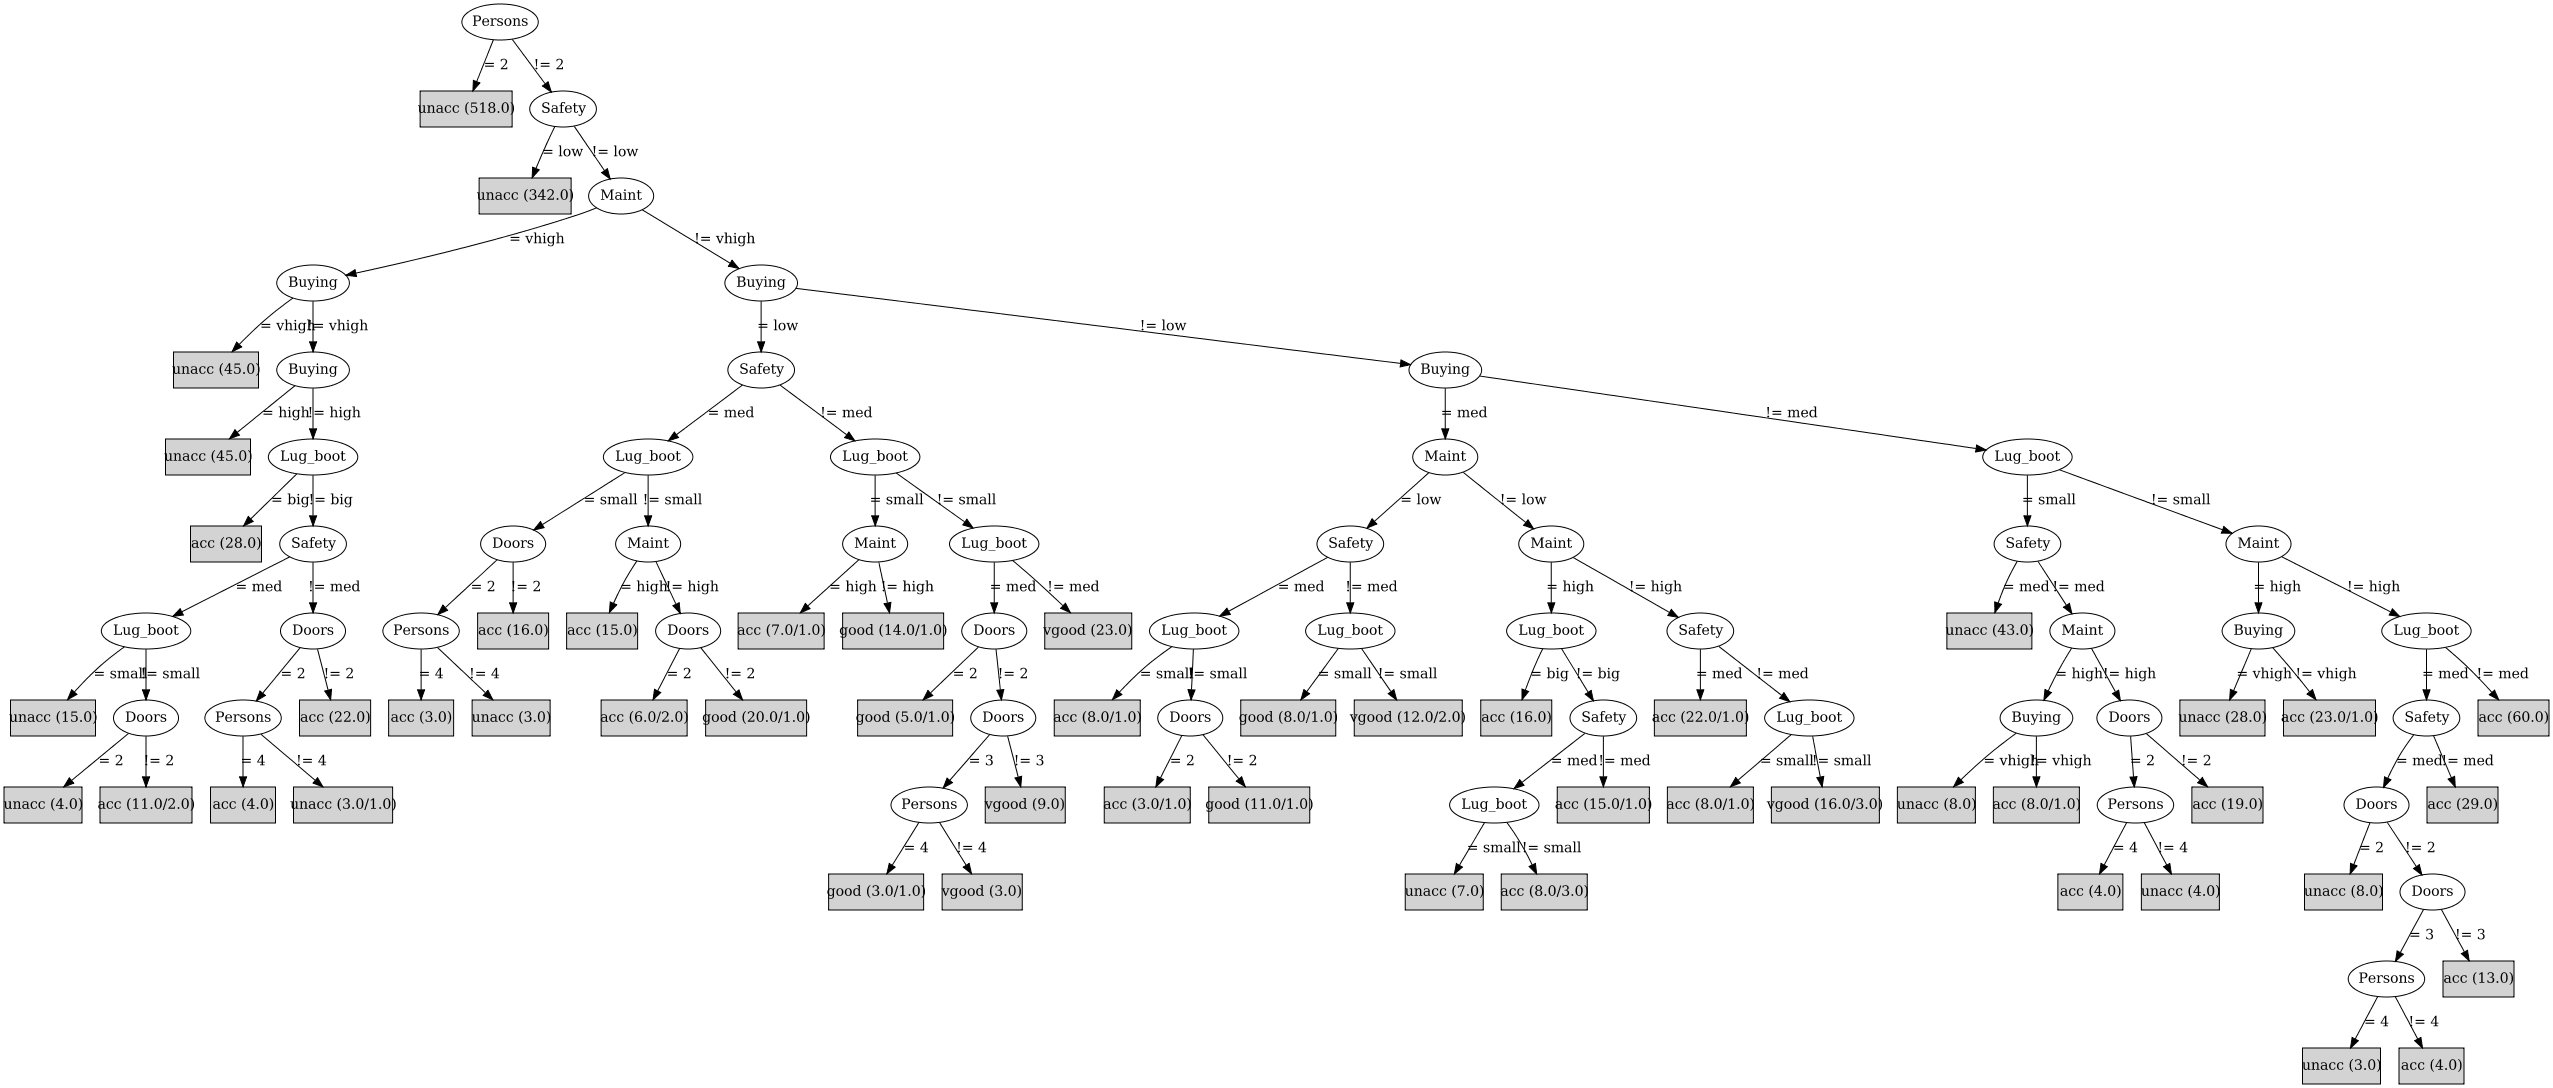 Persons
= 2
!= 2
unacc (518.0)
Safety
= low
!= low
unacc (342.0)
Maint
= vhigh
!= vhigh
Buying
Buying
= vhigh
!= vhigh
= low
!= low
unacc (45.0)
Buying
Safety
Buying
= high
!= high
= med
!= med
= med
!= med
unacc (45.0)
Lug_boot
Lug_boot
Lug_boot
Maint
Lug_boot
= big
!= big
= small
!= small
= small
!= small
= low
!= low
= small
!= small
acc (28.0)
Safety
Doors
Maint
Maint
Lug_boot
Safety
Maint
Safety
Maint
= med
!= med
= 2
!= 2
= high
!= high
= high
!= high
= med
!= med
= med
!= med
= high
!= high
= med
!= med
= high
!= high
Lug_boot
Doors
Persons
acc (16.0)
acc (15.0)
Doors
acc (7.0/1.0)
good (14.0/1.0)
Doors
vgood (23.0)
Lug_boot
Lug_boot
Lug_boot
Safety
unacc (43.0)
Maint
Buying
Lug_boot
= small
!= small
= 2
!= 2
= 4
!= 4
= 2
!= 2
= 2
!= 2
= small
!= small
= small
!= small
= big
!= big
= med
!= med
= high
!= high
= vhigh
!= vhigh
= med
!= med
unacc (15.0)
Doors
Persons
acc (22.0)
acc (3.0)
unacc (3.0)
acc (6.0/2.0)
good (20.0/1.0)
good (5.0/1.0)
Doors
acc (8.0/1.0)
Doors
good (8.0/1.0)
vgood (12.0/2.0)
acc (16.0)
Safety
acc (22.0/1.0)
Lug_boot
Buying
Doors
unacc (28.0)
acc (23.0/1.0)
Safety
acc (60.0)
= 2
!= 2
= 4
!= 4
= 3
!= 3
= 2
!= 2
= med
!= med
= small
!= small
= vhigh
!= vhigh
= 2
!= 2
= med
!= med
unacc (4.0)
acc (11.0/2.0)
acc (4.0)
unacc (3.0/1.0)
Persons
vgood (9.0)
acc (3.0/1.0)
good (11.0/1.0)
Lug_boot
acc (15.0/1.0)
acc (8.0/1.0)
vgood (16.0/3.0)
unacc (8.0)
acc (8.0/1.0)
Persons
acc (19.0)
Doors
acc (29.0)
= 4
!= 4
= small
!= small
= 4
!= 4
= 2
!= 2
good (3.0/1.0)
vgood (3.0)
unacc (7.0)
acc (8.0/3.0)
acc (4.0)
unacc (4.0)
unacc (8.0)
Doors
= 3
!= 3
Persons
acc (13.0)
= 4
!= 4
unacc (3.0)
acc (4.0)